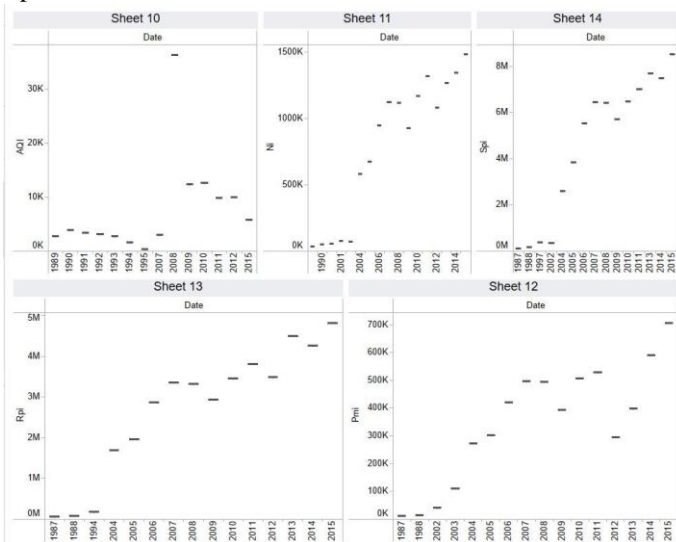 Sheet 10
Date
AQI
30K
20K
10K
0K
1989 1990 1991 1992 1993 1994 1995 2007 2008 2009 2010 2011 2012 2015
Sheet 11
Date
Ni
1500K
1000K
500K
0K
1990 2001 2004 2006 2008 2010 2012 2014
Sheet 14
Date
Spi
8M
6M
4M
2M
0M
1987 1988 1997 2002 2004 2005 2006 2007 2008 2009 2010 2011 2013 2014 2015
Sheet 13
Date
Rpi
5M
4M
3M
2M
1M
0M
1987 1988 1994 2004 2005 2006 2007 2008 2009 2010 2011 2012 2013 2014 2015
Sheet 12
Date
Pmi
700K
600K
500K
400K
300K
200K
100K
0K
1987 1988 2002 2003 2004 2005 2006 2007 2008 2009 2010 2011 2012 2013 2014 2015